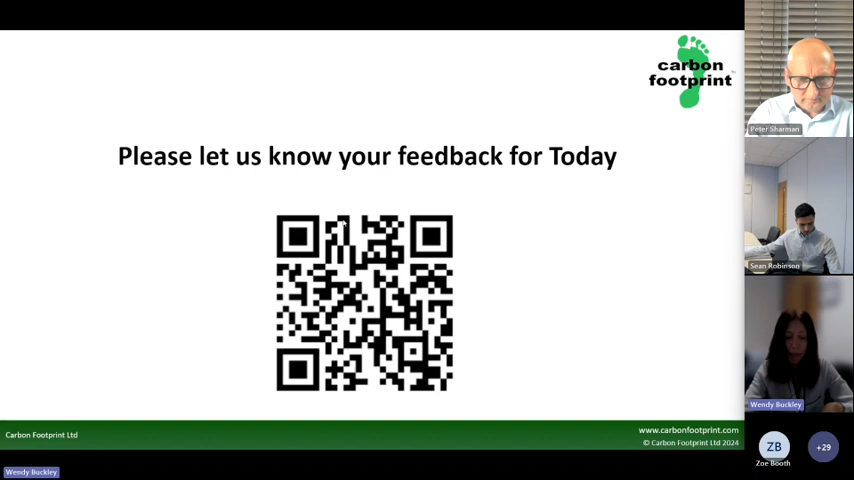 carbon
footprint
Please let us know your feedback for Today
Carbon Footprint Ltd
www.carbonfootprint.com
© Carbon Footprint Ltd 2024
Wendy Buckley
Peter Sharman
Sean Robinson
Wendy Buckley
ZB
Zoe Booth
+29